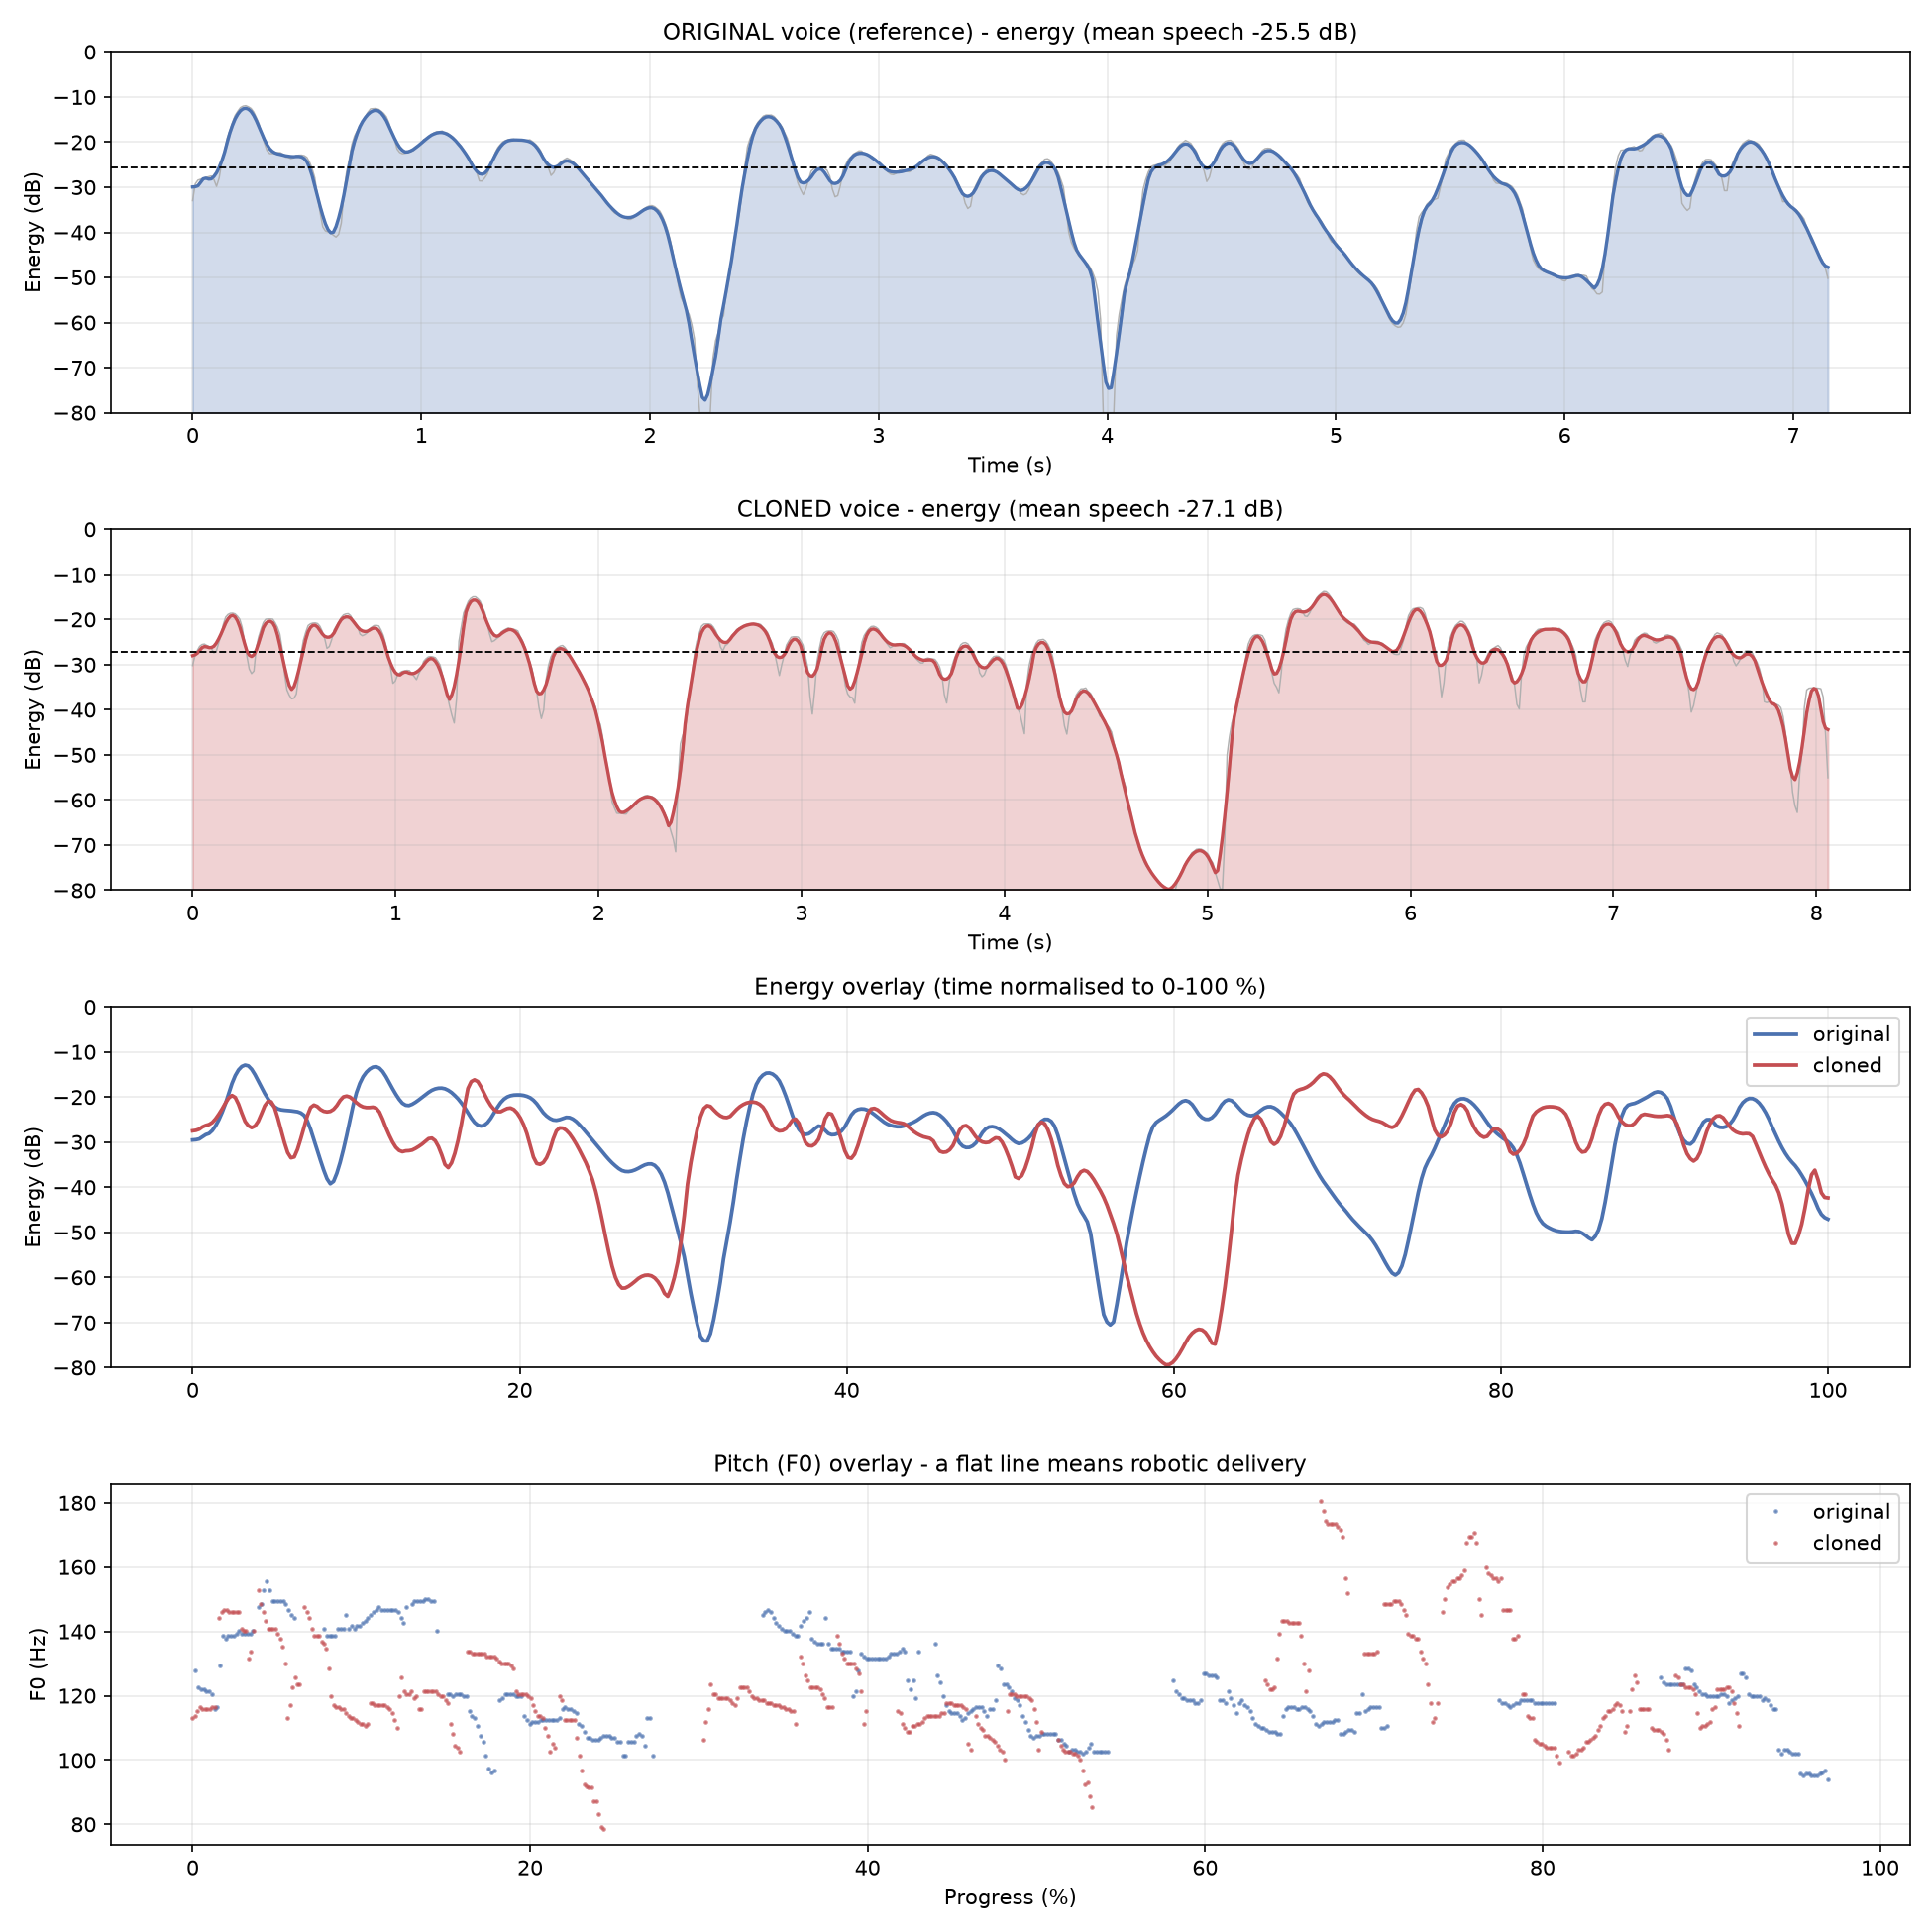 ORIGINAL voice (reference) - energy (mean speech -25.5 dB)
0
−10
−20
−30
−40
−50
−60
−70
−80
Energy (dB)
0 1 2 3 4 5 6 7
Time (s)
CLONED voice - energy (mean speech -27.1 dB)
0
−10
−20
−30
−40
−50
−60
−70
−80
Energy (dB)
0 1 2 3 4 5 6 7 8
Time (s)
Energy overlay (time normalised to 0-100 %)
original
cloned
0
−10
−20
−30
−40
−50
−60
−70
−80
Energy (dB)
0 20 40 60 80 100
Pitch (F0) overlay - a flat line means robotic delivery
original
cloned
180
160
140
120
100
80
F0 (Hz)
0 20 40 60 80 100
Progress (%)